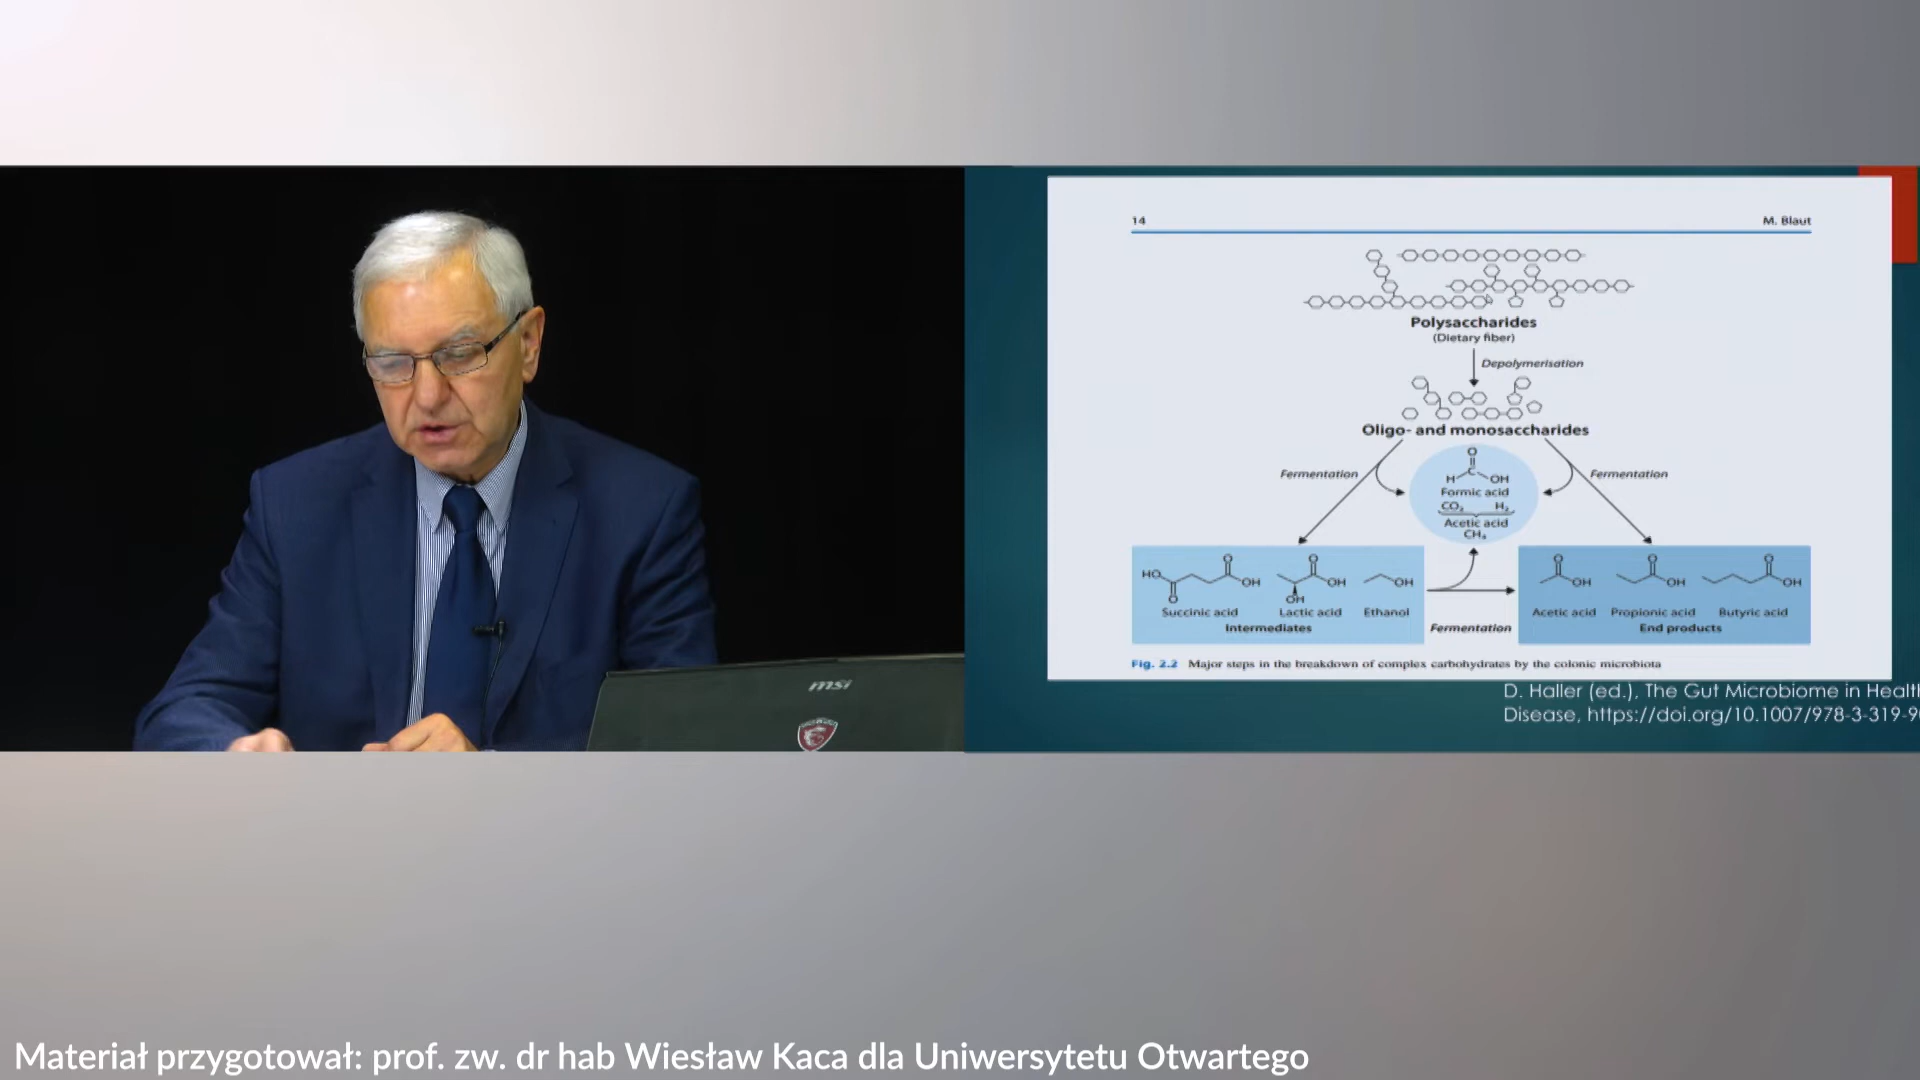 14
M. Blaut
Polysaccharides
(Dietary fiber)
Depolymerisation
Oligo- and monosaccharides
Fermentation
Fermentation
O
H C OH
Formic acid
CO₂ H₂
Acetic acid
CH₄
HO O OH O
Succinic acid
O OH OH
Lactic acid
OH
Ethanol
Intermediates
Fermentation
O OH
Acetic acid
O OH
Propionic acid
O OH
Butyric acid
End products
Fig. 2.2 Major steps in the breakdown of complex carbohydrates by the colonic microbiota
D. Haller (ed.), The Gut Microbiome in Health
Disease, https://doi.org/10.1007/978-3-319-9
msi
Materiał przygotował: prof. zw. dr hab Wiesław Kaca dla Uniwersytetu Otwartego